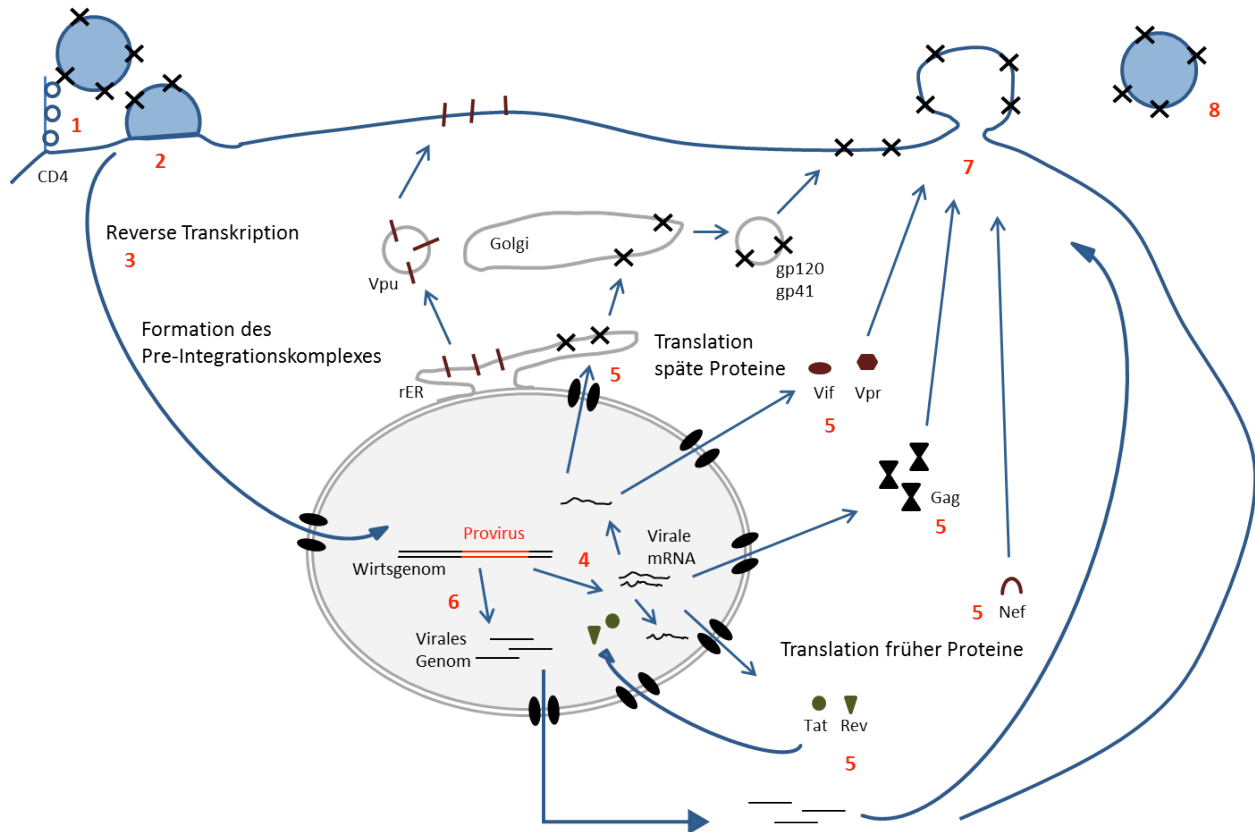 1
8
2
CD4
7
Reverse Transkription
3
Golgi
Vpu
gp120
gp41
Formation des
Pre-Integrationskomplexes
Translation
späte Proteine
5
rER
Vif
Vpr
5
Gag
5
Provirus
4
Virale
mRNA
Wirtsgenom
6
5
Nef
Virales
Genom
Translation früher Proteine
Tat
Rev
5